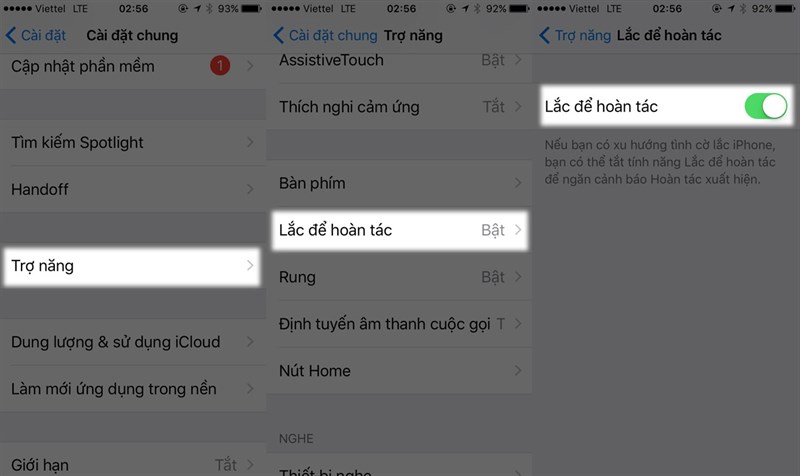 Viettel LTE 02:56 93%
Cài đặt Cài đặt chung
Cập nhật phần mềm 1
Tìm kiếm Spotlight
Handoff
Trợ năng
Dung lượng & sử dụng iCloud
Làm mới ứng dụng trong nền
Giới hạn Tắt
Viettel LTE 02:56 92%
Cài đặt chung Trợ năng
AssistiveTouch Bật
Thích nghi cảm ứng Tắt
Bàn phím
Lắc để hoàn tác Bật
Rung Bật
Định tuyến âm thanh cuộc gọi T
Nút Home
NGHE
Thiết bị nghe
Viettel LTE 02:56 92%
Trợ năng Lắc để hoàn tác
Lắc để hoàn tác
Nếu bạn có xu hướng tình cờ lắc iPhone,
bạn có thể tắt tính năng Lắc để hoàn tác
để ngăn cảnh báo Hoàn tác xuất hiện.